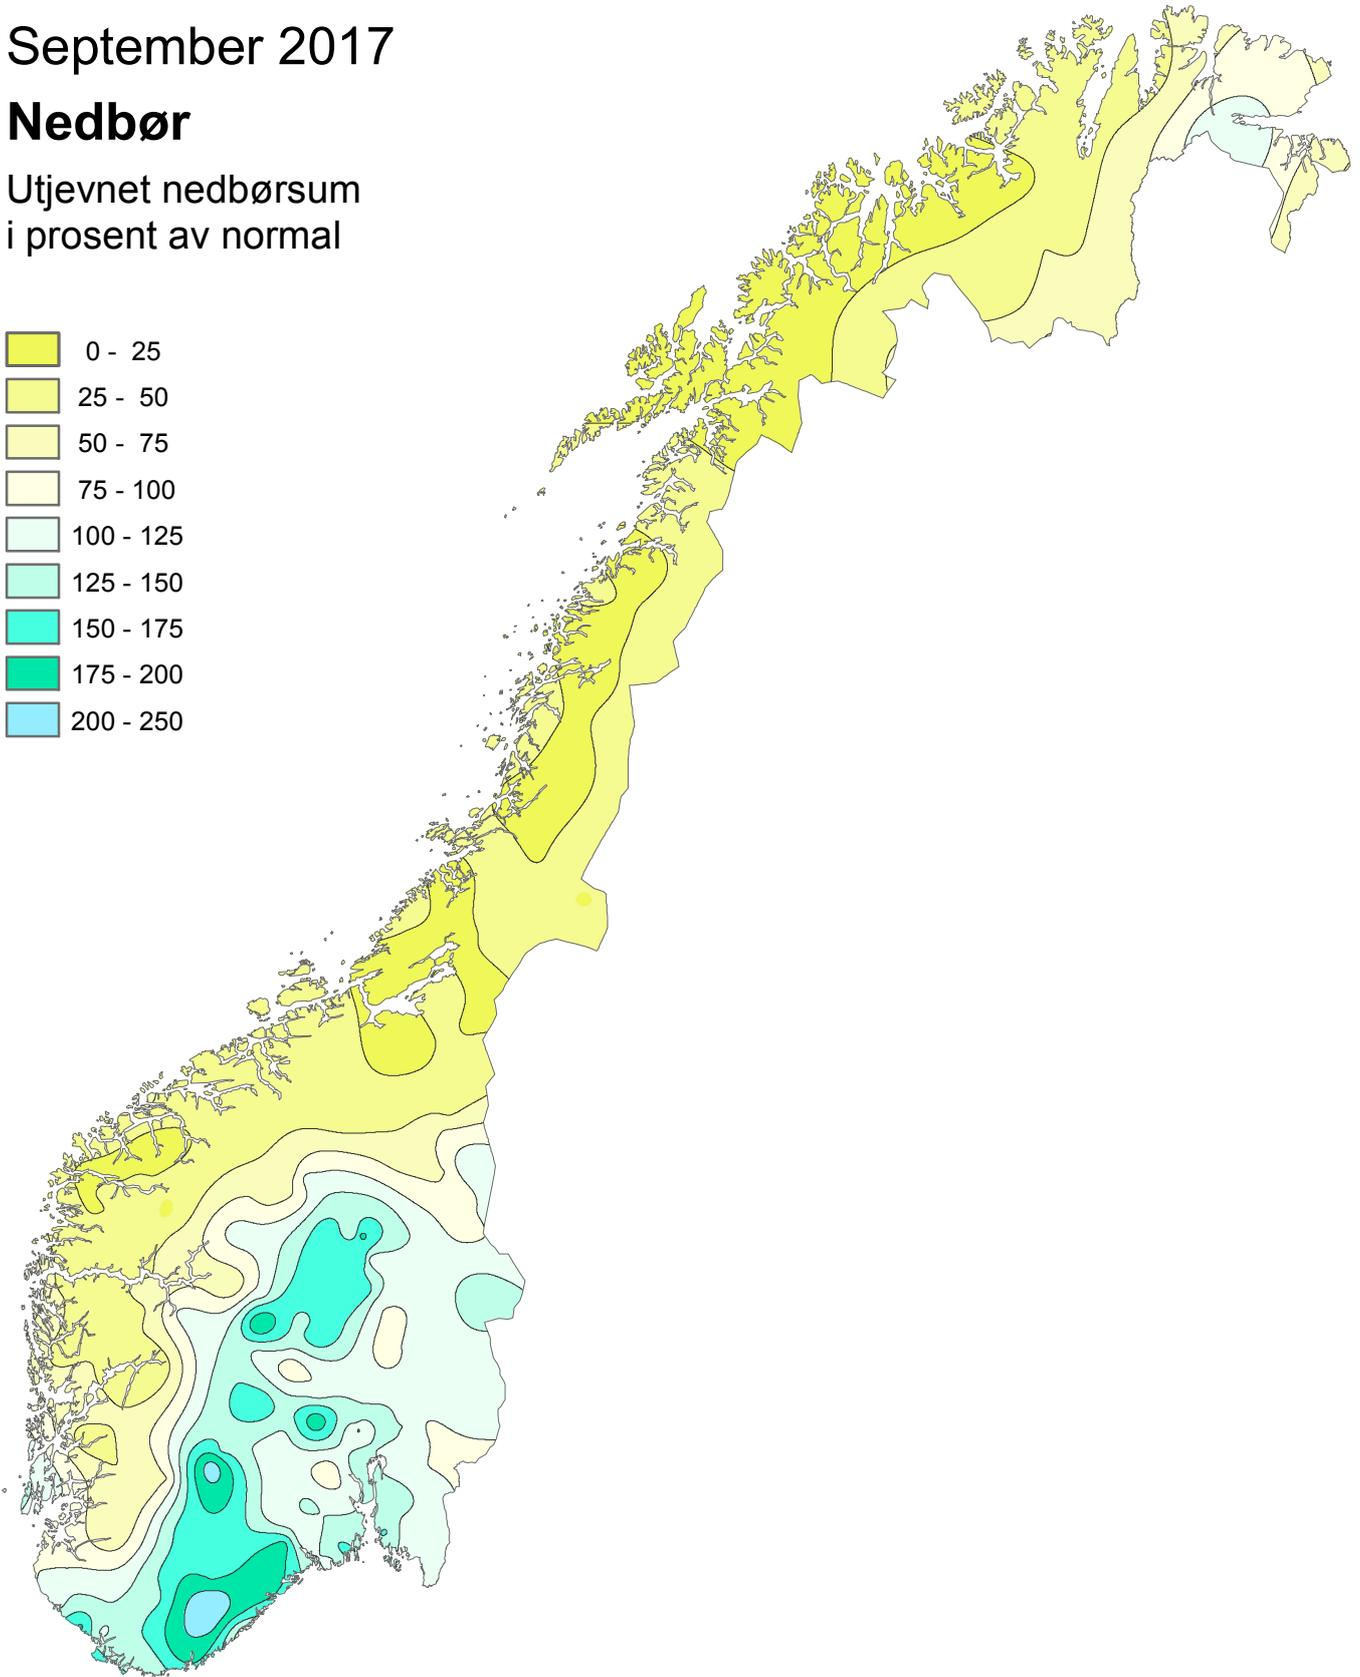 September 2017
Nedbør
Utjevnet nedbørsum
i prosent av normal
0 - 25
25 - 50
50 - 75
75 - 100
100 - 125
125 - 150
150 - 175
175 - 200
200 - 250